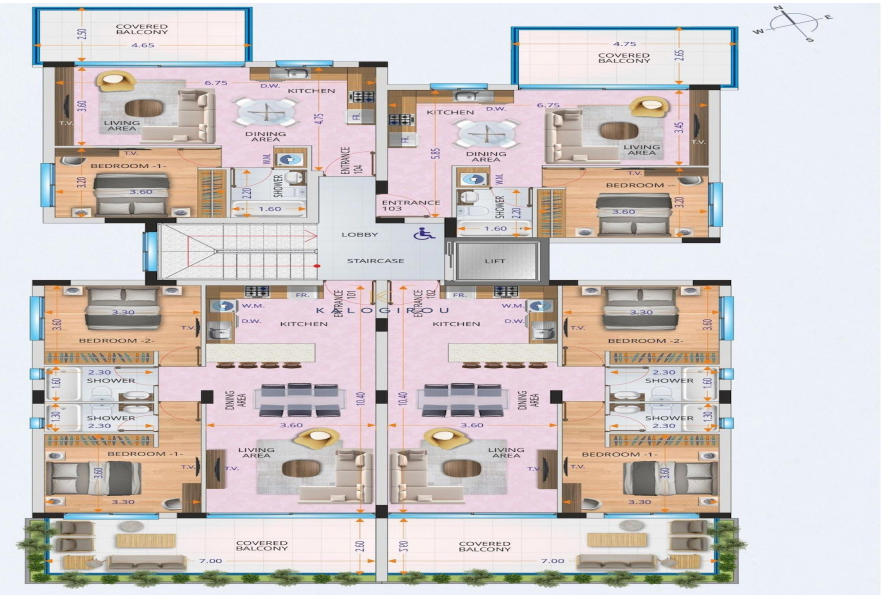 COVERED
BALCONY
4.65
2.50
N
E
W
S
4.75
COVERED
BALCONY
2.65
6.75
D.W.
KITCHEN
3.60
T.V.
LIVING
AREA
DINING
AREA
4.75
FR.
KITCHEN
D.W.
6.75
FR.
DINING
AREA
5.85
LIVING
AREA
3.45
T.V.
T.V.
BEDROOM -1-
3.20
3.60
W.M.
SHOWER
2.20
1.60
ENTRANCE
104
ENTRANCE
103
W.M.
SHOWER
2.20
1.60
T.V.
BEDROOM
3.60
3.20
LOBBY
STAIRCASE
LIFT
3.60
3.30
T.V.
BEDROOM -2-
FR.
W.M.
D.W.
KITCHEN
ENTRANCE
101
ENTRANCE
102
KALOGIROU
FR.
W.M.
D.W.
KITCHEN
3.30
T.V.
BEDROOM -2-
3.60
2.30
SHOWER
1.60
SHOWER
1.30
2.30
DINING
AREA
3.60
10.40
10.40
DINING
AREA
3.60
2.30
SHOWER
1.60
SHOWER
1.30
2.30
BEDROOM -1-
T.V.
3.60
3.30
T.V.
LIVING
AREA
LIVING
AREA
T.V.
BEDROOM -1-
T.V.
3.60
3.30
COVERED
BALCONY
7.00
2.60
COVERED
BALCONY
7.00